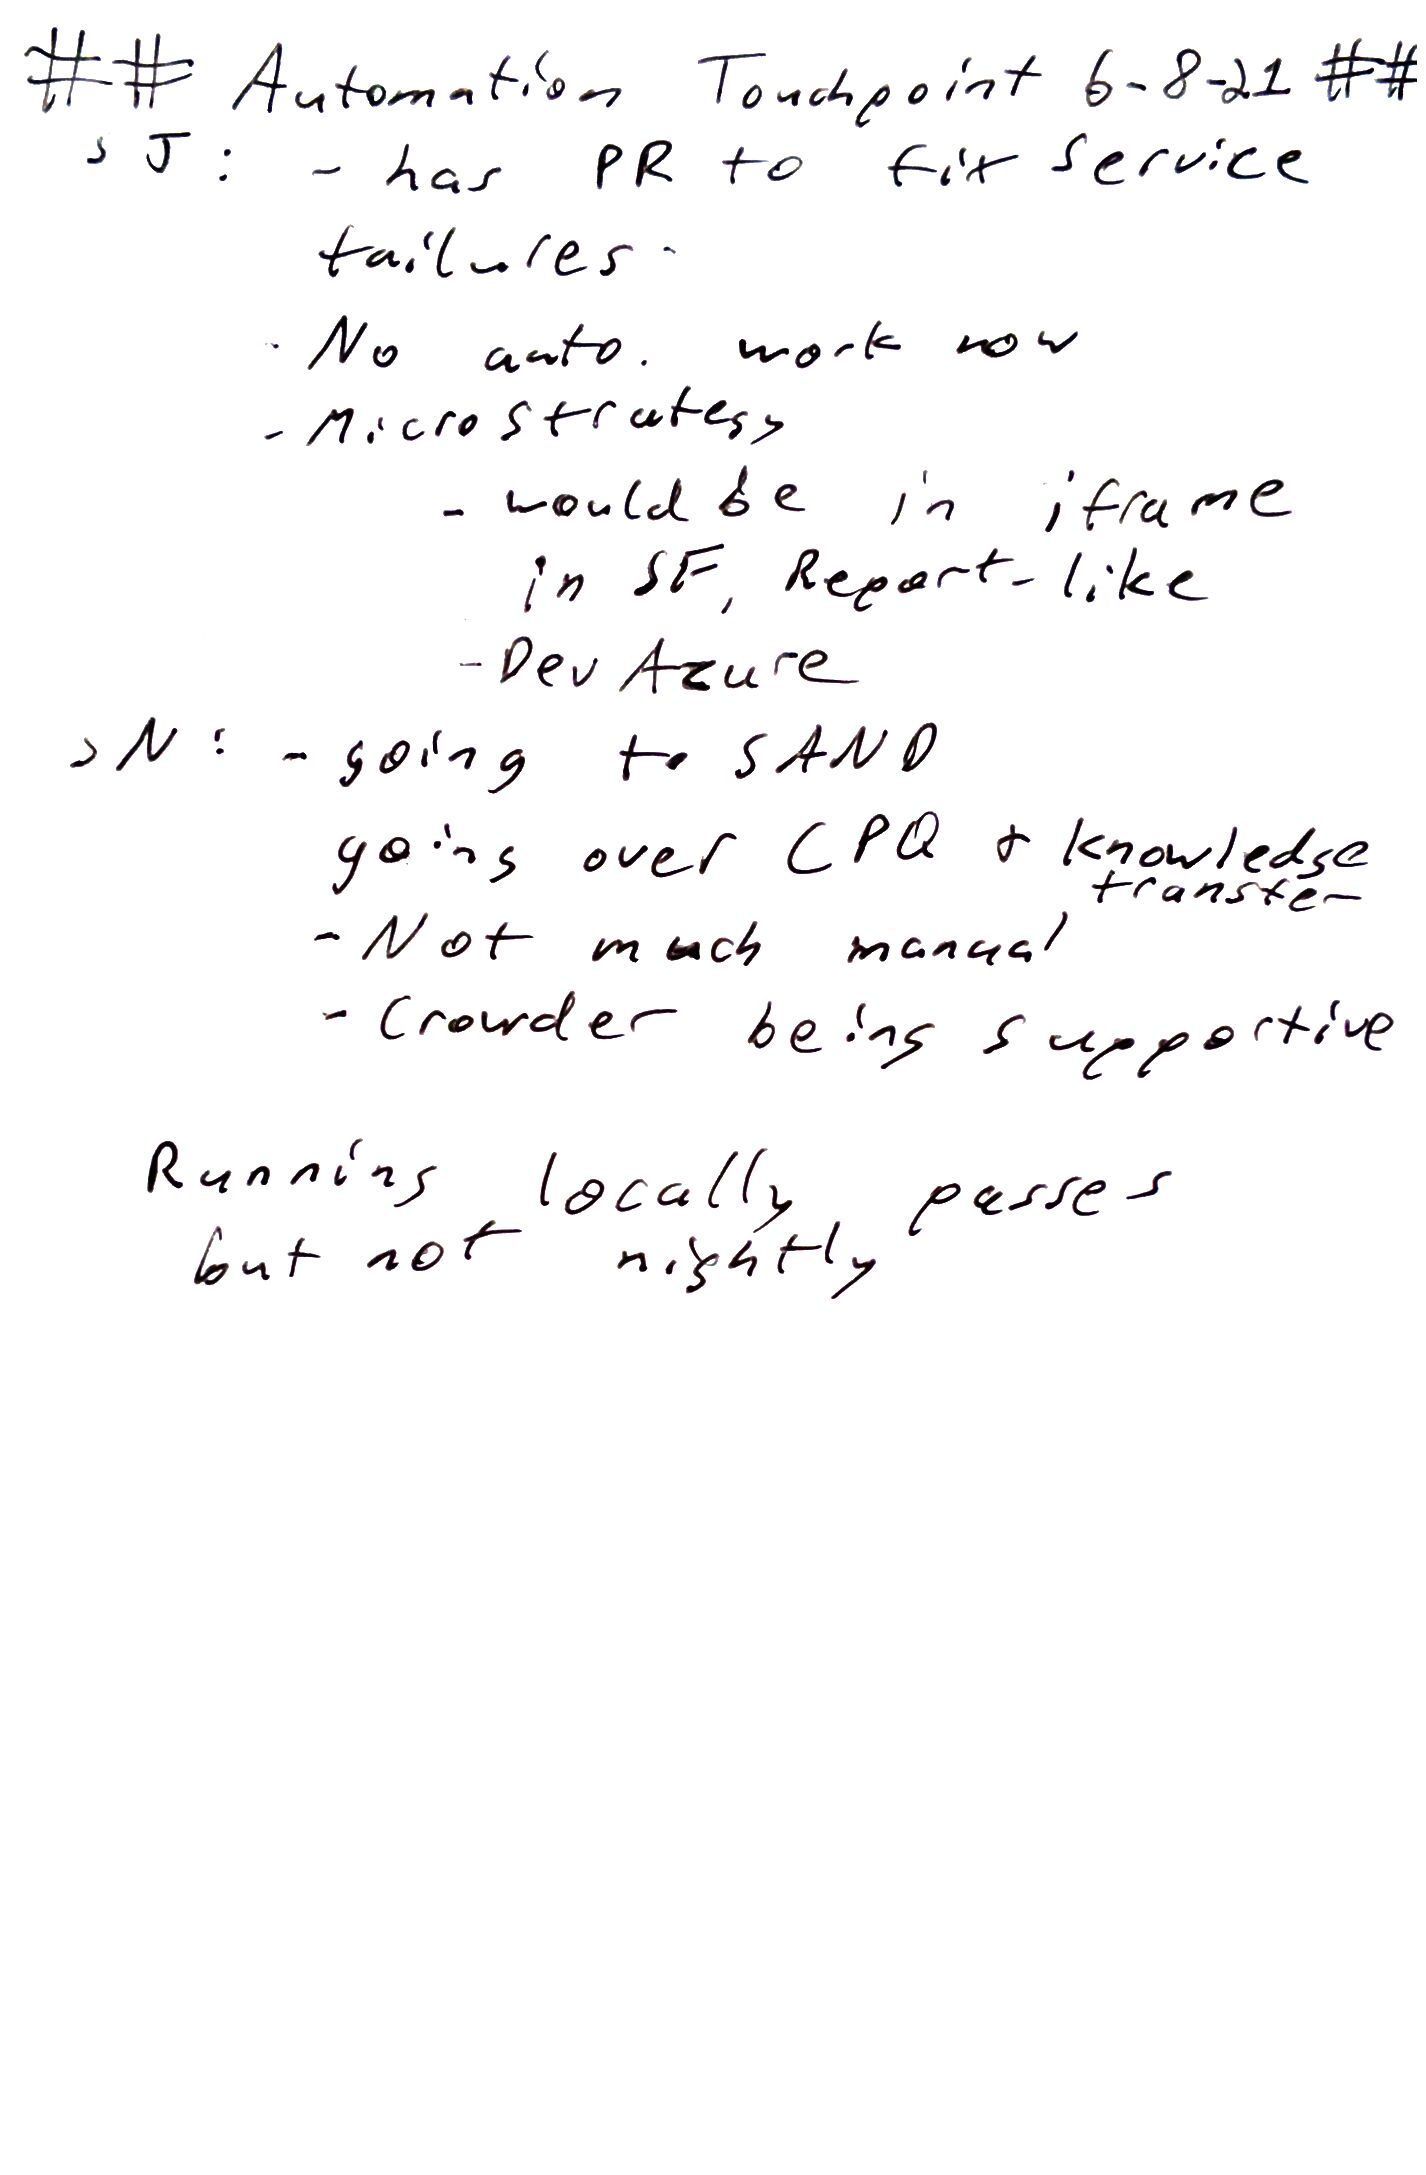 ## Automation Touchpoint 6-8-21 ##
> J : - has PR to fix service
failures.
- No auto. work now
- MicroStrategy
- would be in iframe
in SF, Report-like
- Dev Azure
> N : - going to SAND
going over CPQ & knowledge
transfer
- Not much manual
- Crowder being supportive
Running locally passes
but not nightly